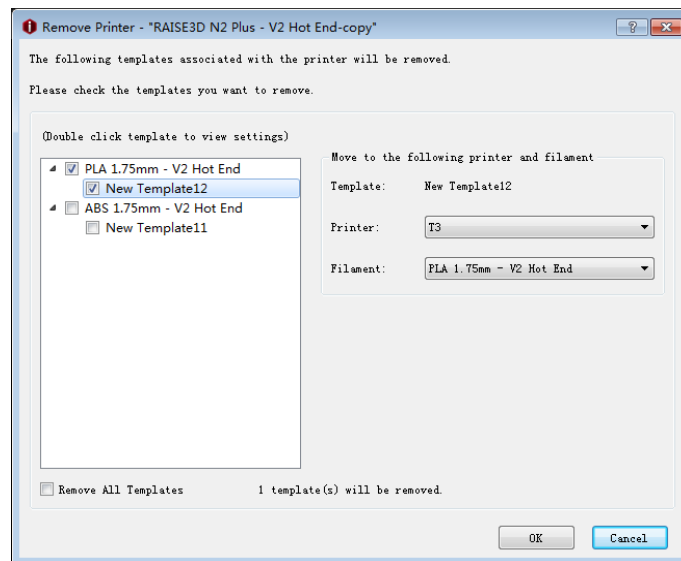 Remove Printer - "RAISE3D N2 Plus - V2 Hot End-copy"
The following templates associated with the printer will be removed.
Please check the templates you want to remove.
(Double click template to view settings)
PLA 1.75mm - V2 Hot End
New Template12
ABS 1.75mm - V2 Hot End
New Template11
Move to the following printer and filament
Template: New Template12
Printer: T3
Filament: PLA 1.75mm - V2 Hot End
Remove All Templates 1 template(s) will be removed.
OK Cancel